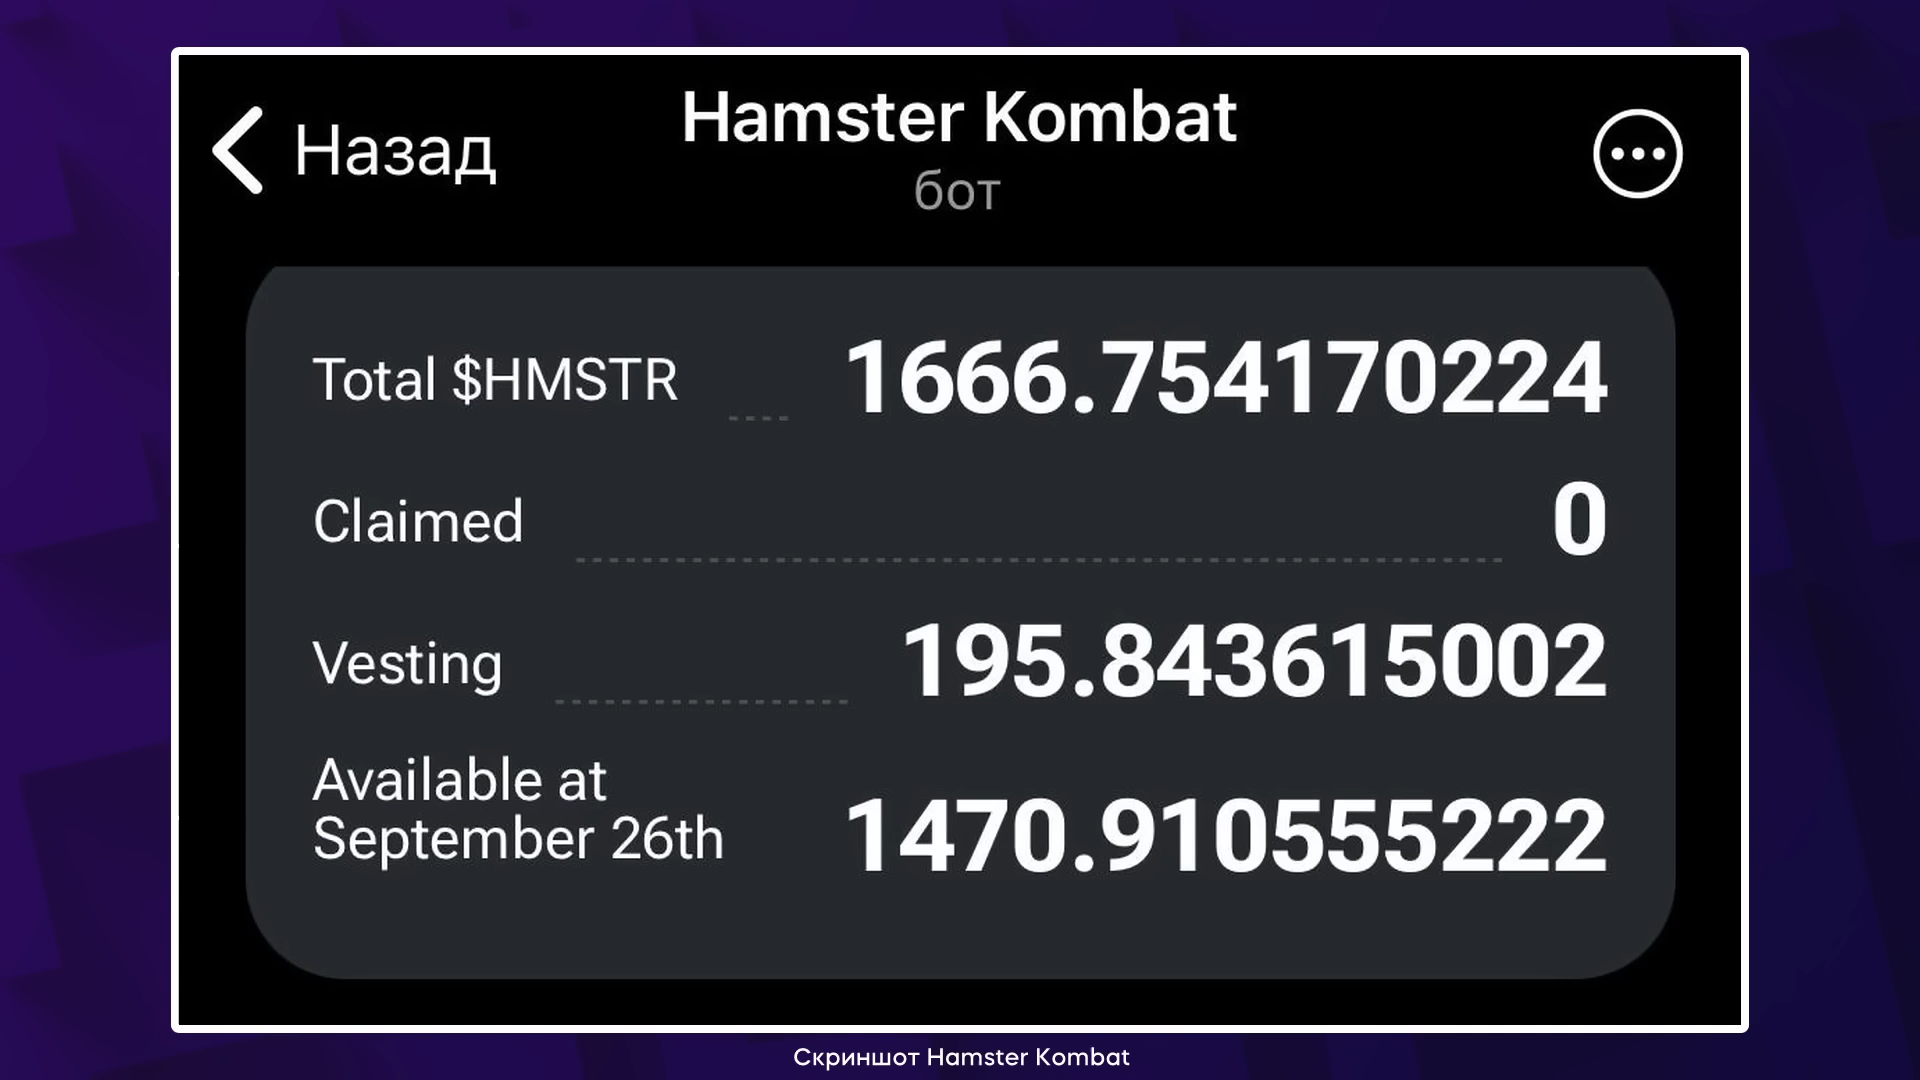 Назад
Hamster Kombat
бот
Total $HMSTR 1666.754170224
Claimed 0
Vesting 195.843615002
Available at
September 26th 1470.910555222
Скриншот Hamster Kombat